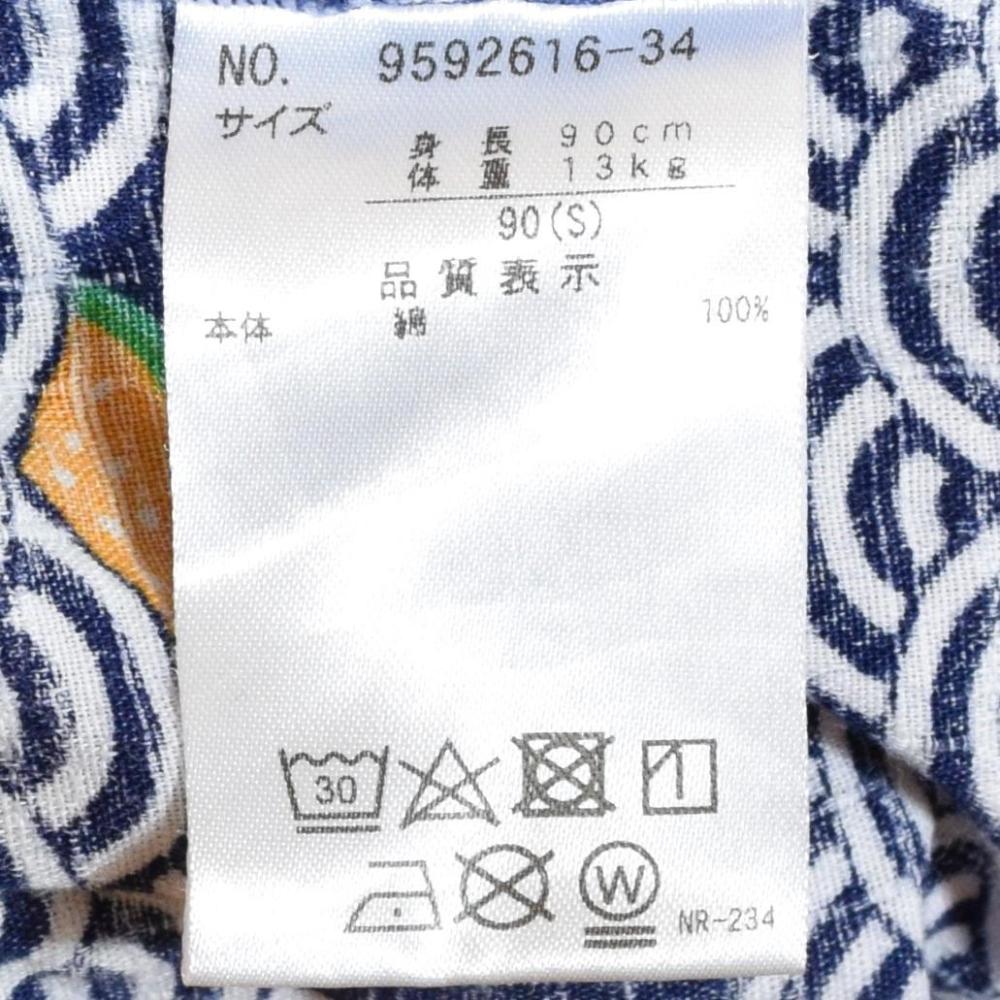 NO. 9592616-34
サイズ
身長 90cm
体重 13kg
90(S)
品質表示
本体 綿 100%
30
W
NR-234